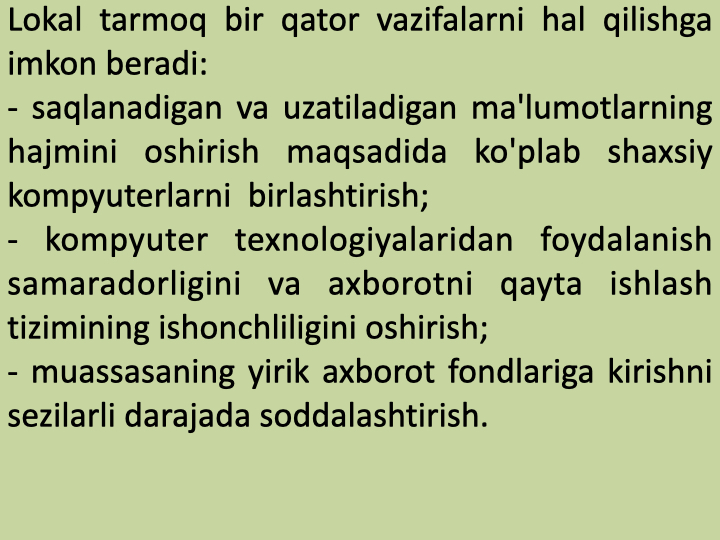 Lokal tarmoq bir qator vazifalarni hal qilishga
imkon beradi:
- saqlanadigan va uzatiladigan ma'lumotlarning
hajmini oshirish maqsadida ko'plab shaxsiy
kompyuterlarni birlashtirish;
- kompyuter texnologiyalaridan foydalanish
samaradorligini va axborotni qayta ishlash
tizimining ishonchliligini oshirish;
- muassasaning yirik axborot fondlariga kirishni
sezilarli darajada soddalashtirish.